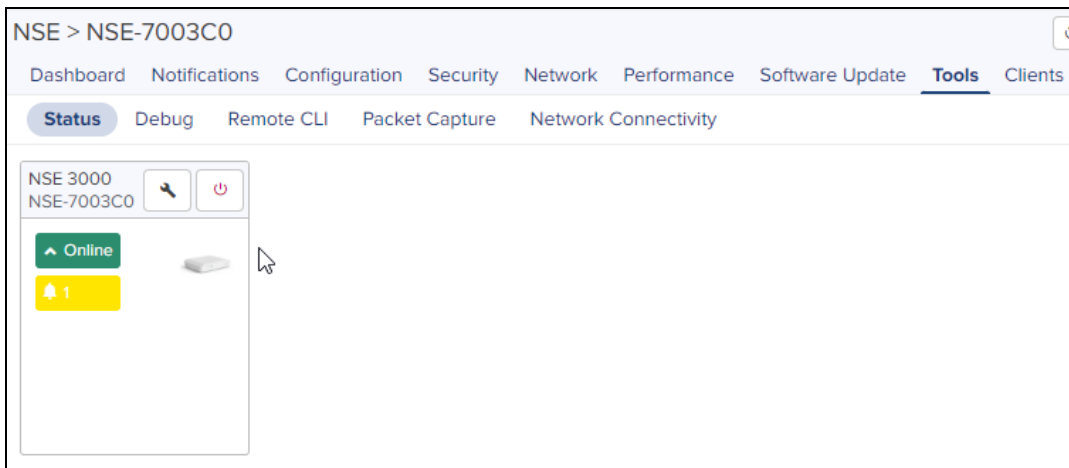 NSE > NSE-7003C0
Dashboard Notifications Configuration Security Network Performance Software Update Tools Clients
Status Debug Remote CLI Packet Capture Network Connectivity
NSE 3000
NSE-7003C0
Online
1